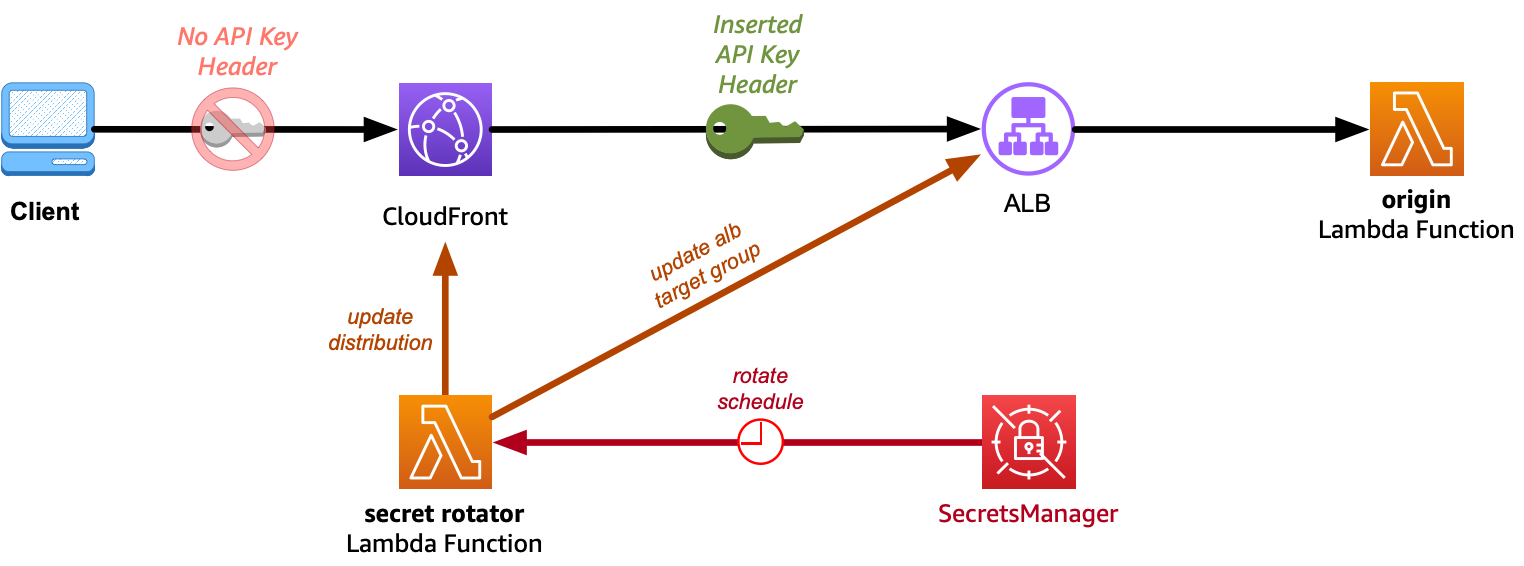 No API Key
Header
Inserted
API Key
Header
Client
CloudFront
ALB
origin
Lambda Function
update alb
target group
update
distribution
rotate
schedule
secret rotator
Lambda Function
SecretsManager